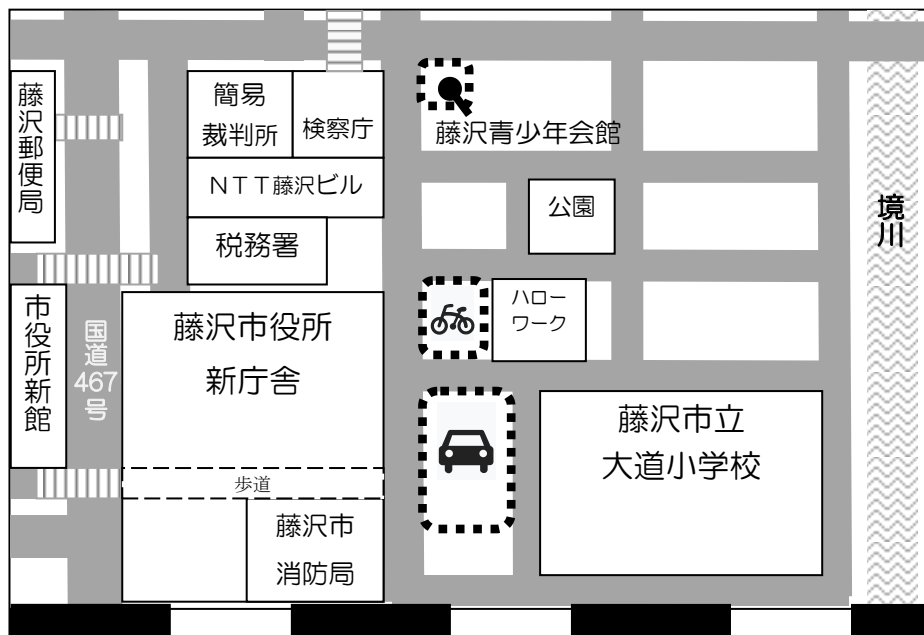 藤沢郵便局
簡易
裁判所
検察庁
藤沢青少年会館
NTT藤沢ビル
公園
境川
税務署
ハロー
ワーク
市役所新館
国道
467
号
藤沢市役所
新庁舎
藤沢市立
大道小学校
歩道
藤沢市
消防局